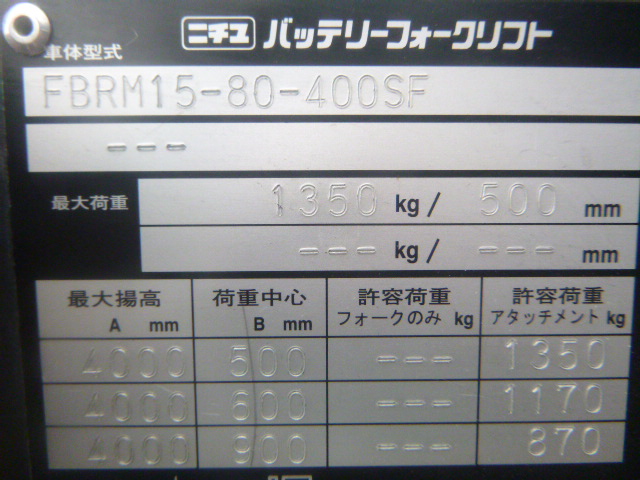 ニチユ バッテリーフォークリフト
車体型式
FBRM15-80-400SF
---
最大荷重 1350 kg/ 500 mm
--- kg/ --- mm
最大揚高 荷重中心 許容荷重 許容荷重
A mm B mm フォークのみ kg アタッチメント kg
4000 500 --- 1350
4000 600 --- 1170
4000 900 --- 870